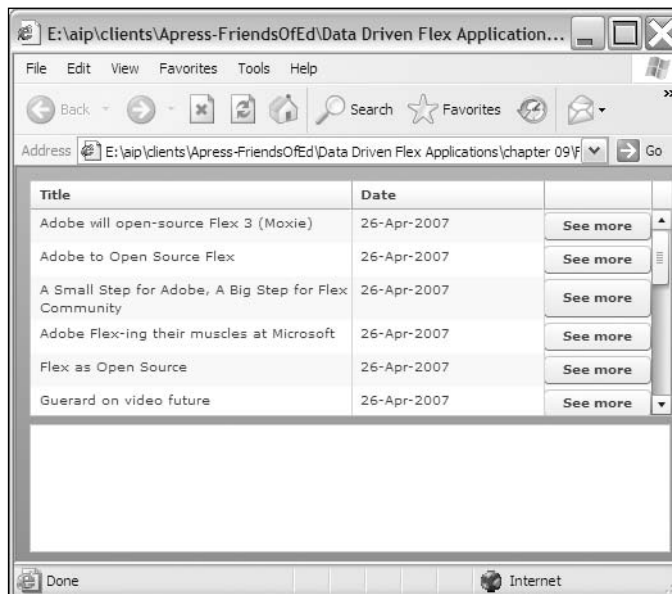 E:\aip\clients\Apress-FriendsOfEd\Data Driven Flex Application...
File Edit View Favorites Tools Help
Back Search Favorites »
Address E:\aip\clients\Apress-FriendsOfEd\Data Driven Flex Applications\chapter 09\F Go
Title Date
Adobe will open-source Flex 3 (Moxie) 26-Apr-2007 See more
Adobe to Open Source Flex 26-Apr-2007 See more
A Small Step for Adobe, A Big Step for Flex
Community 26-Apr-2007 See more
Adobe Flex-ing their muscles at Microsoft 26-Apr-2007 See more
Flex as Open Source 26-Apr-2007 See more
Guerard on video future 26-Apr-2007 See more
Done Internet